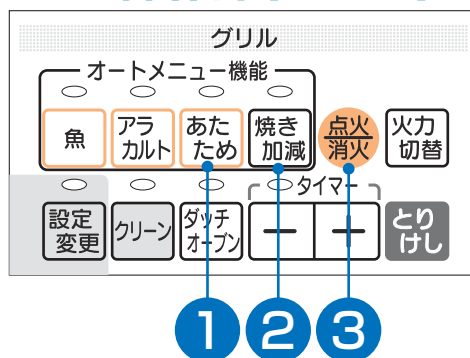 グリル
オートメニュー機能
魚
アラ
カルト
あた
ため
焼き
加減
点火
消火
火力
切替
タイマー
設定
変更
クリーン
ダッチ
オーブン
－
＋
とり
けし
1
2
3